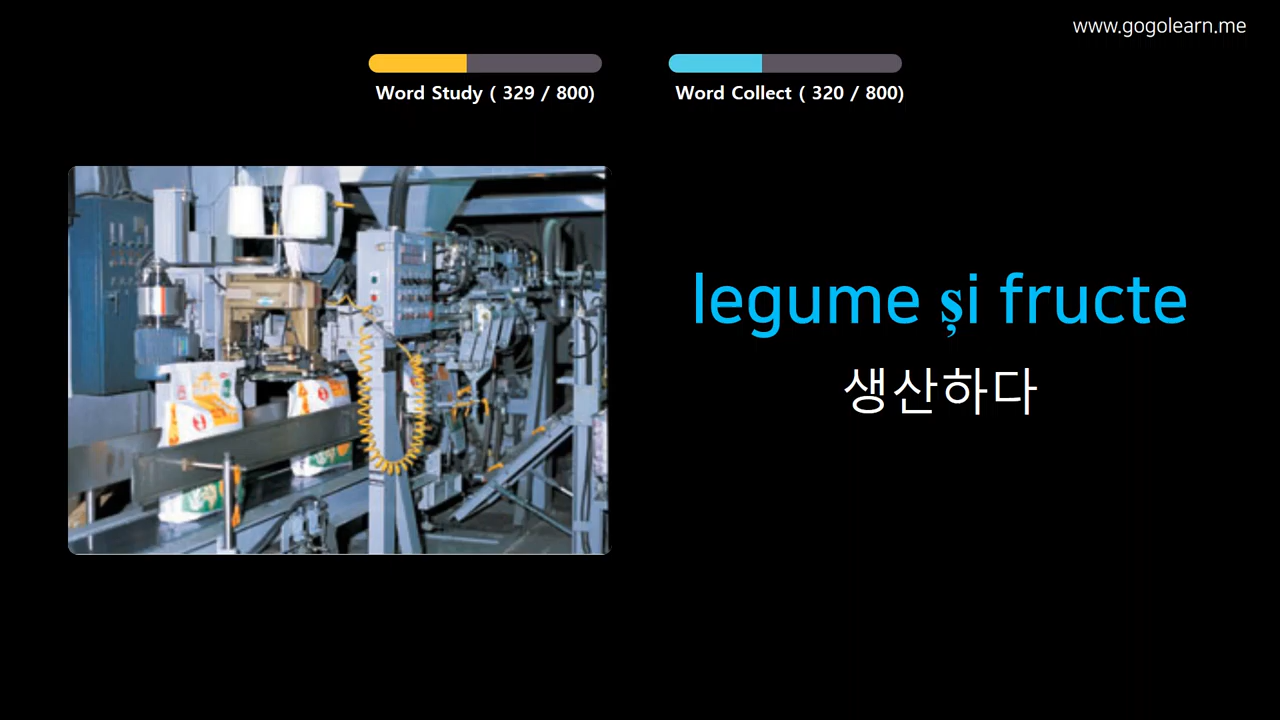 www.gogolearn.me
Word Study ( 329 / 800)
Word Collect ( 320 / 800)
legume și fructe
생산하다